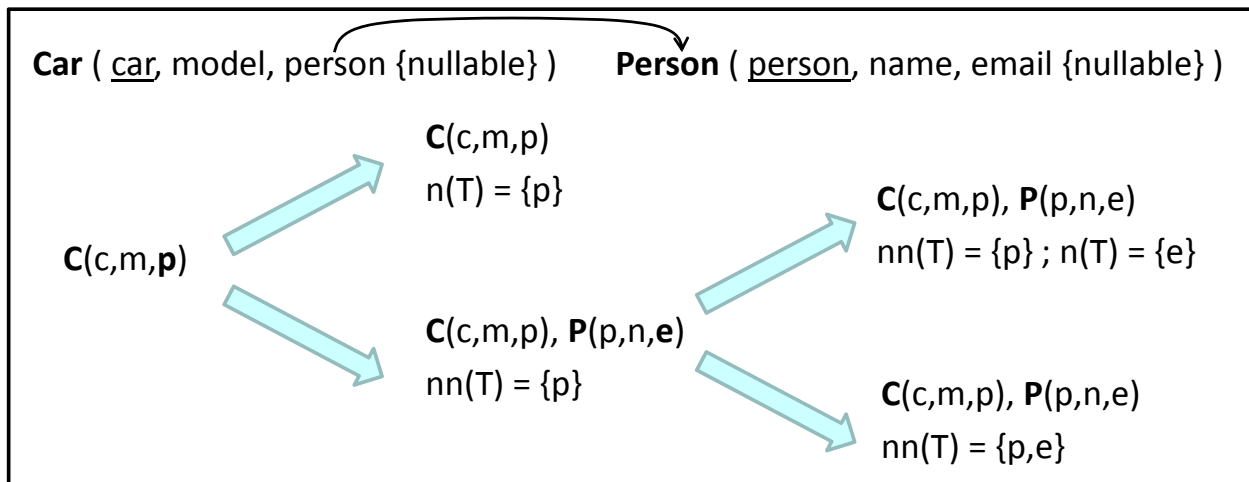 Car ( car, model, person {nullable} )
Person ( person, name, email {nullable} )
C(c,m,p)
n(T) = {p}
C(c,m,p)
C(c,m,p), P(p,n,e)
nn(T) = {p}
C(c,m,p), P(p,n,e)
nn(T) = {p} ; n(T) = {e}
C(c,m,p), P(p,n,e)
nn(T) = {p,e}